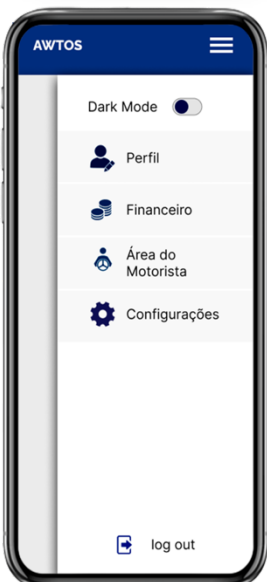 AWTOS
Dark Mode
Perfil
Financeiro
Área do
Motorista
Configurações
log out